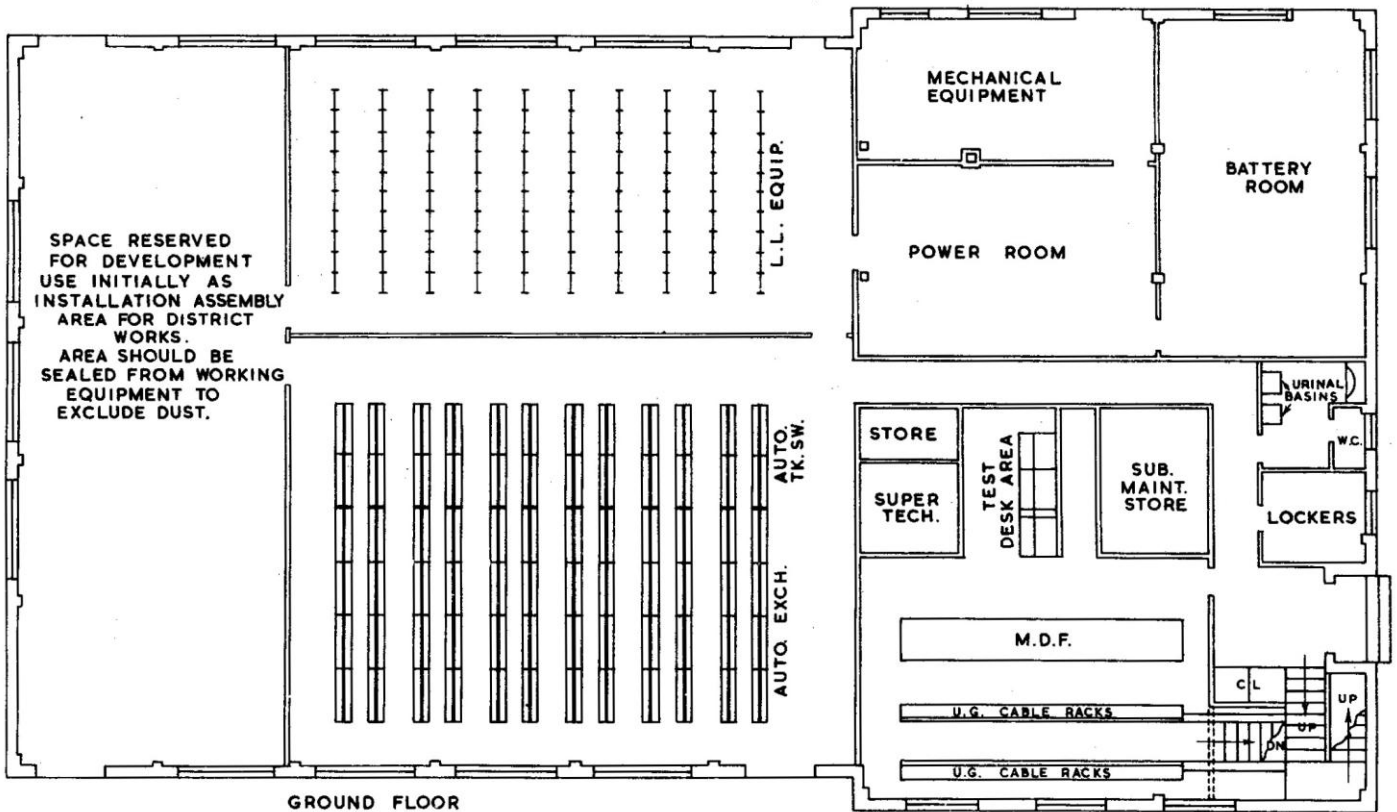 MECHANICAL
EQUIPMENT
BATTERY
ROOM
SPACE RESERVED
FOR DEVELOPMENT
USE INITIALLY AS
INSTALLATION ASSEMBLY
AREA FOR DISTRICT
WORKS.
AREA SHOULD BE
SEALED FROM WORKING
EQUIPMENT TO
EXCLUDE DUST.
L.L. EQUIP.
POWER ROOM
URINAL
BASINS
W.C.
STORE
SUPER
TECH.
TEST
DESK AREA
SUB.
MAINT.
STORE
LOCKERS
AUTO.
TK. SW.
AUTO. EXCH.
M.D.F.
CL
UP
UP
U.G. CABLE RACKS
DN
U.G. CABLE RACKS
GROUND FLOOR